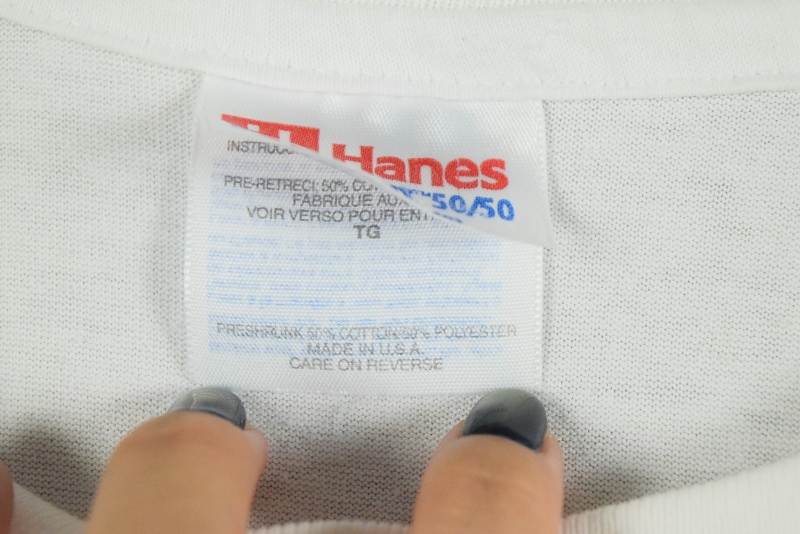 Hanes
50/50
PRE-RETRECI: 50%
FABRIQUE AUX
VOIR VERSO POUR
TG
PRESHRUNK 50% COTTON/50% POLYESTER
MADE IN U.S.A.
CARE ON REVERSE